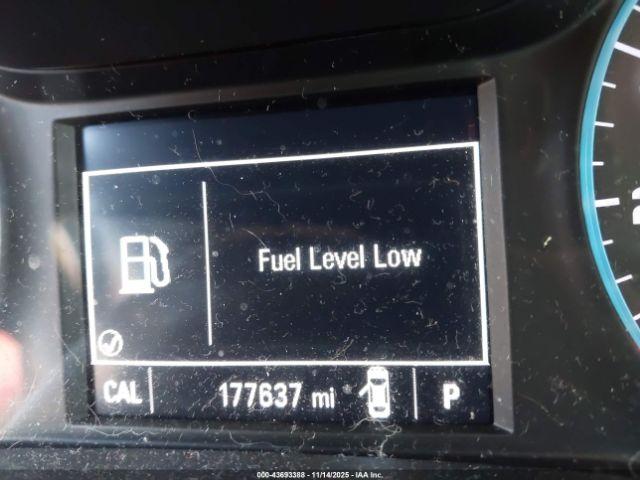 Fuel Level Low
CAL 177637 mi P
000-43693388 - 11/14/2025 - IAA Inc.